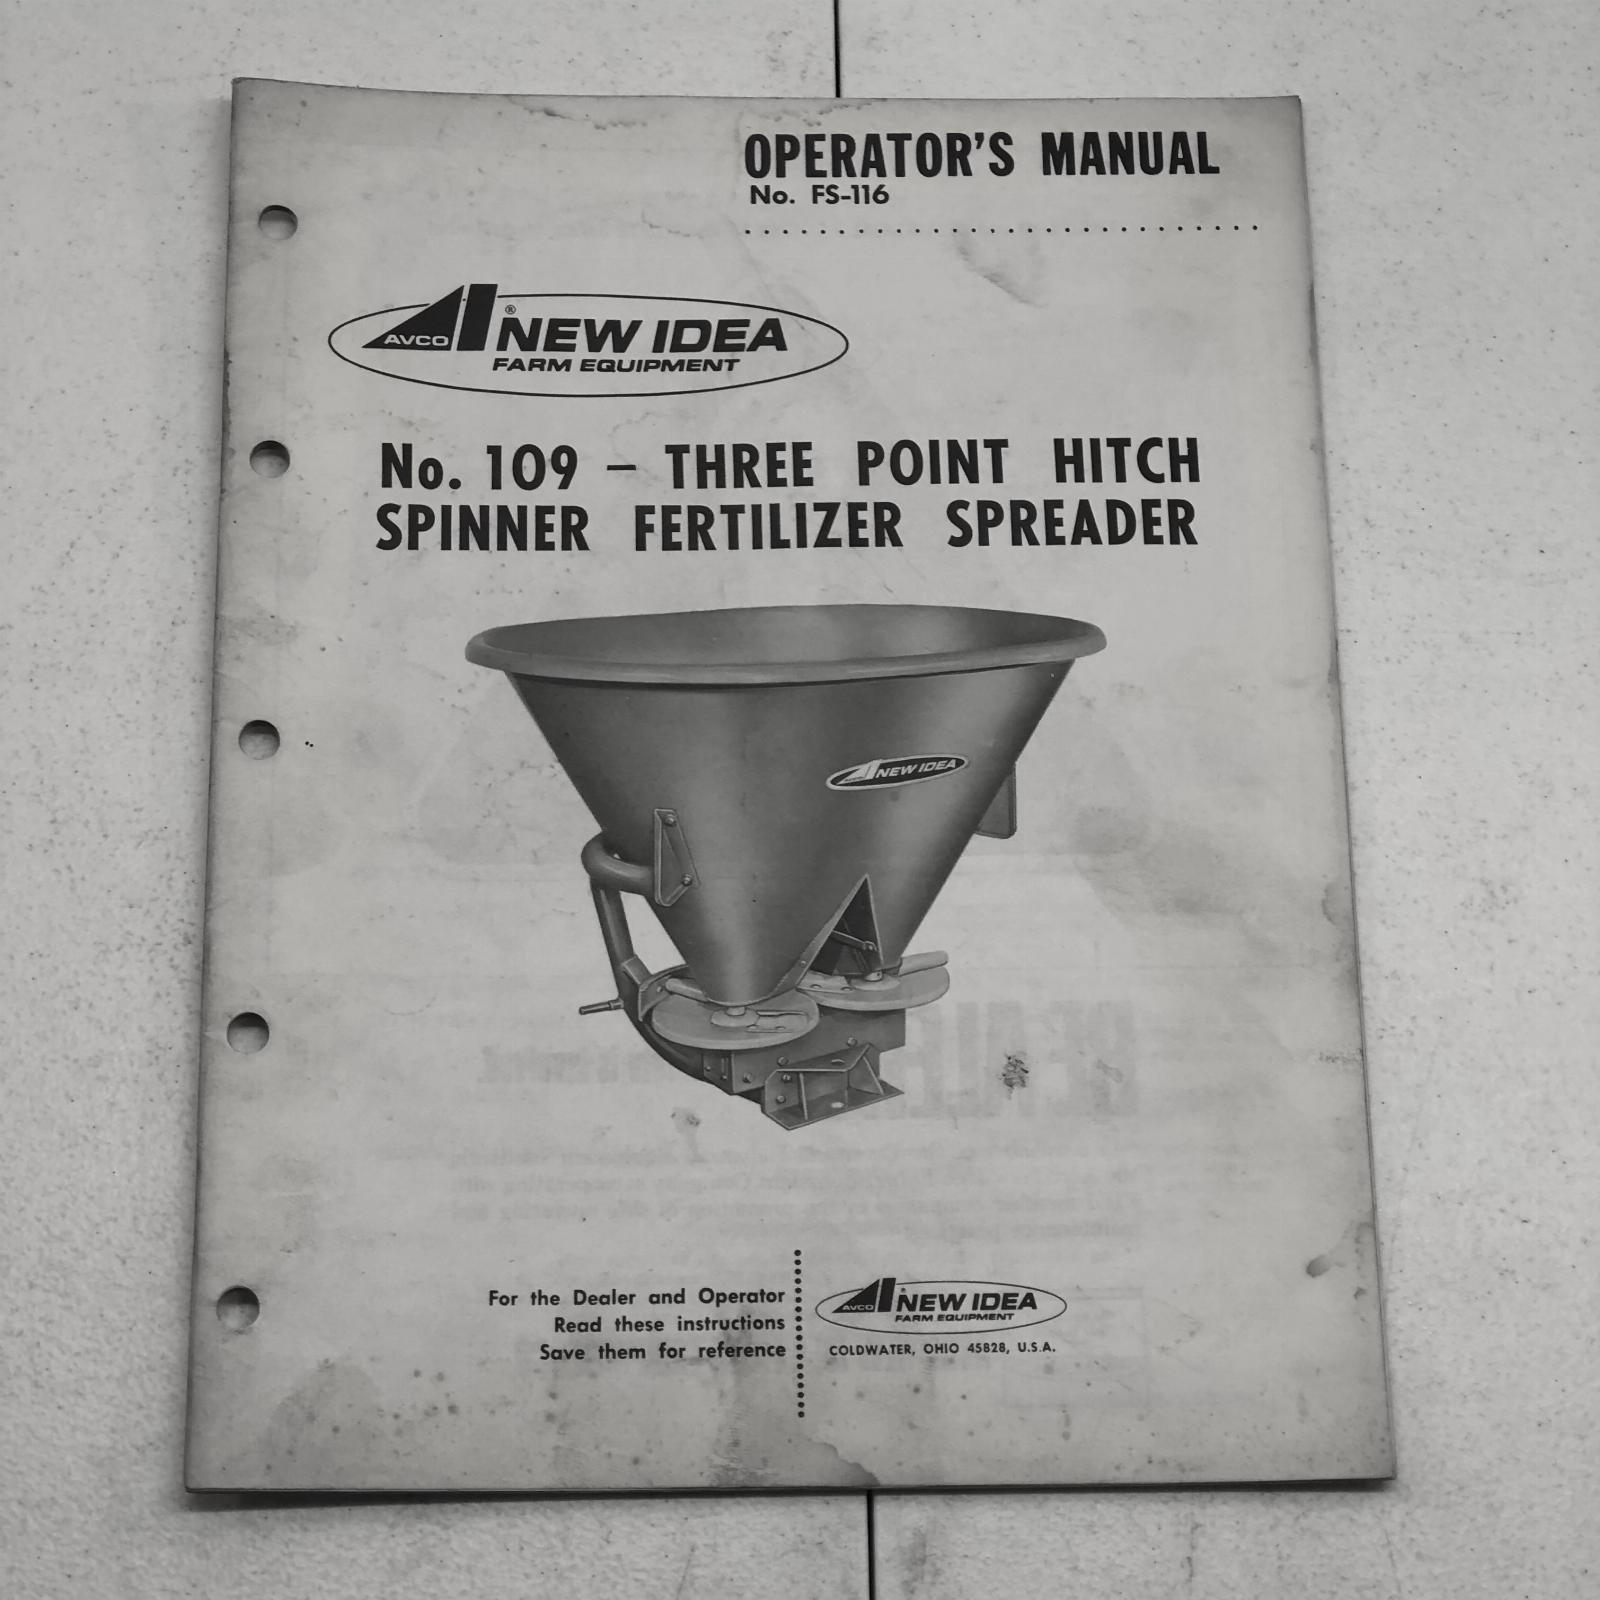 OPERATOR'S MANUAL
No. FS-116
AVCO ® NEW IDEA
FARM EQUIPMENT
No. 109 – THREE POINT HITCH
SPINNER FERTILIZER SPREADER
NEW IDEA
For the Dealer and Operator
Read these instructions
Save them for reference
AVCO NEW IDEA
FARM EQUIPMENT
COLDWATER, OHIO 45828, U.S.A.